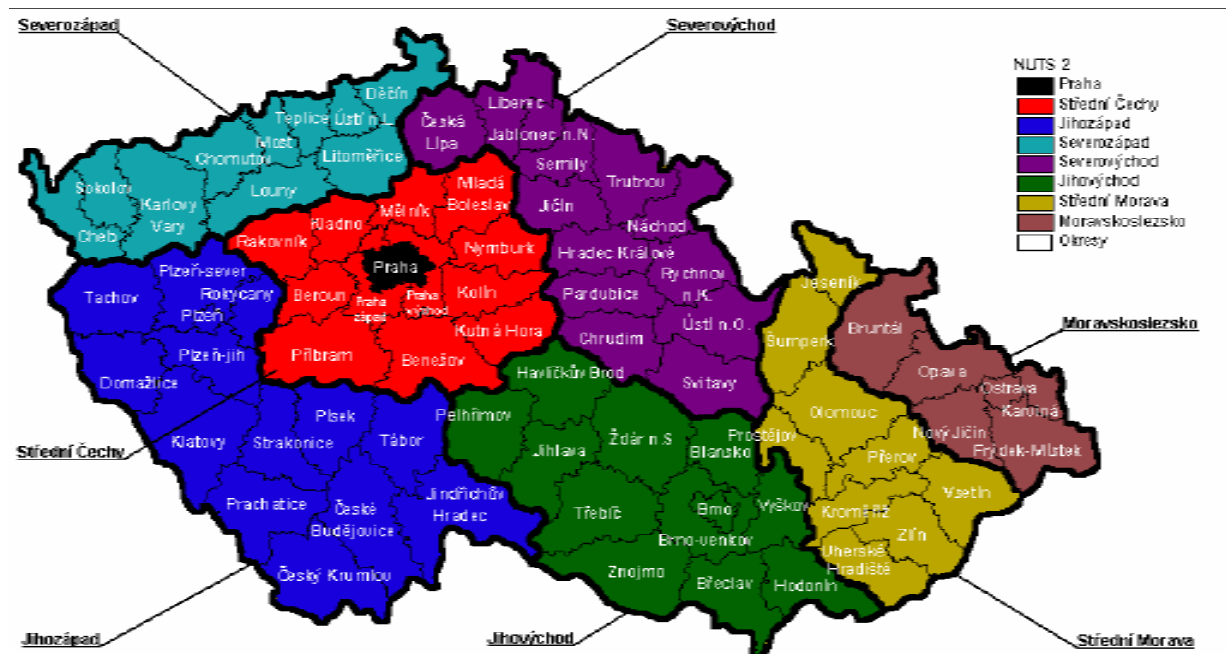 Severozápad
Severovýchod
NUTS 2
Praha
Střední Čechy
Jihozápad
Severozápad
Severovýchod
Jihovýchod
Střední Morava
Moravskoslezsko
Okresy
Děčín
Teplice
Ústí n.L.
Most
Chomutov
Litoměřice
Louny
Sokolov
Karlovy
Vary
Cheb
Česká
Lípa
Liberec
Jablonec n.N.
Semily
Trutnov
Jičín
Náchod
Hradec Králové
Rychnov
n.K.
Pardubice
Ústí n.O.
Chrudim
Svitavy
Mladá
Boleslav
Mělník
Kladno
Rakovník
Nymburk
Praha
Beroun
Praha
západ
Praha
východ
Kolín
Kutná Hora
Příbram
Benešov
Plzeň-sever
Tachov
Rokycany
Plzeň
Plzeň-jih
Domažlice
Klatovy
Písek
Strakonice
Tábor
Prachatice
České
Budějovice
Jindřichův
Hradec
Český Krumlov
Havlíčkův Brod
Pelhřimov
Jihlava
Ždár n.S
Blansko
Třebíč
Brno
Vyškov
Brno-venkov
Znojmo
Břeclav
Hodonín
Jeseník
Šumperk
Olomouc
Prostějov
Přerov
Kroměříž
Vsetín
Zlín
Uherské
Hradiště
Bruntál
Opava
Ostrava
Karviná
Nový Jičín
Frýdek-Místek
Moravskoslezsko
Střední Čechy
Jihozápad
Jihovýchod
Střední Morava